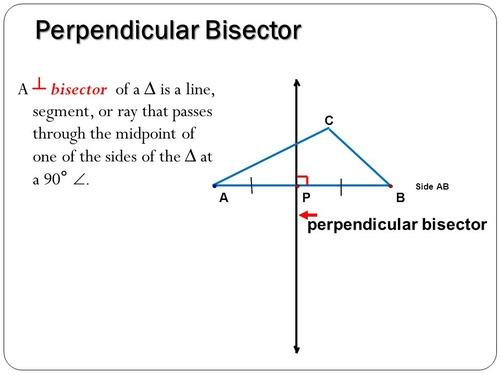 Perpendicular Bisector
A ⊥ bisector of a Δ is a line,
segment, or ray that passes
through the midpoint of
one of the sides of the Δ at
a 90° ∠.
C
A
P
B
Side AB
perpendicular bisector